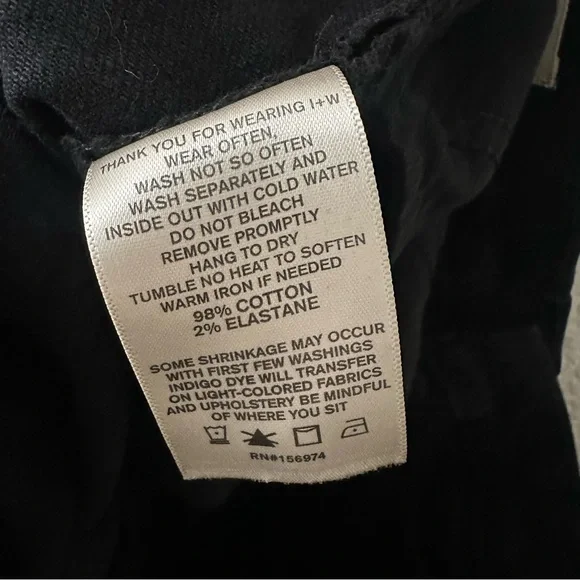 THANK YOU FOR WEARING I+W
WEAR OFTEN,
WASH NOT SO OFTEN
WASH SEPARATELY AND
INSIDE OUT WITH COLD WATER
DO NOT BLEACH
REMOVE PROMPTLY
HANG TO DRY
TUMBLE NO HEAT TO SOFTEN
WARM IRON IF NEEDED
98% COTTON
2% ELASTANE
SOME SHRINKAGE MAY OCCUR
WITH FIRST FEW WASHINGS
INDIGO DYE WILL TRANSFER
ON LIGHT-COLORED FABRICS
AND UPHOLSTERY BE MINDFUL
OF WHERE YOU SIT
RN#156974